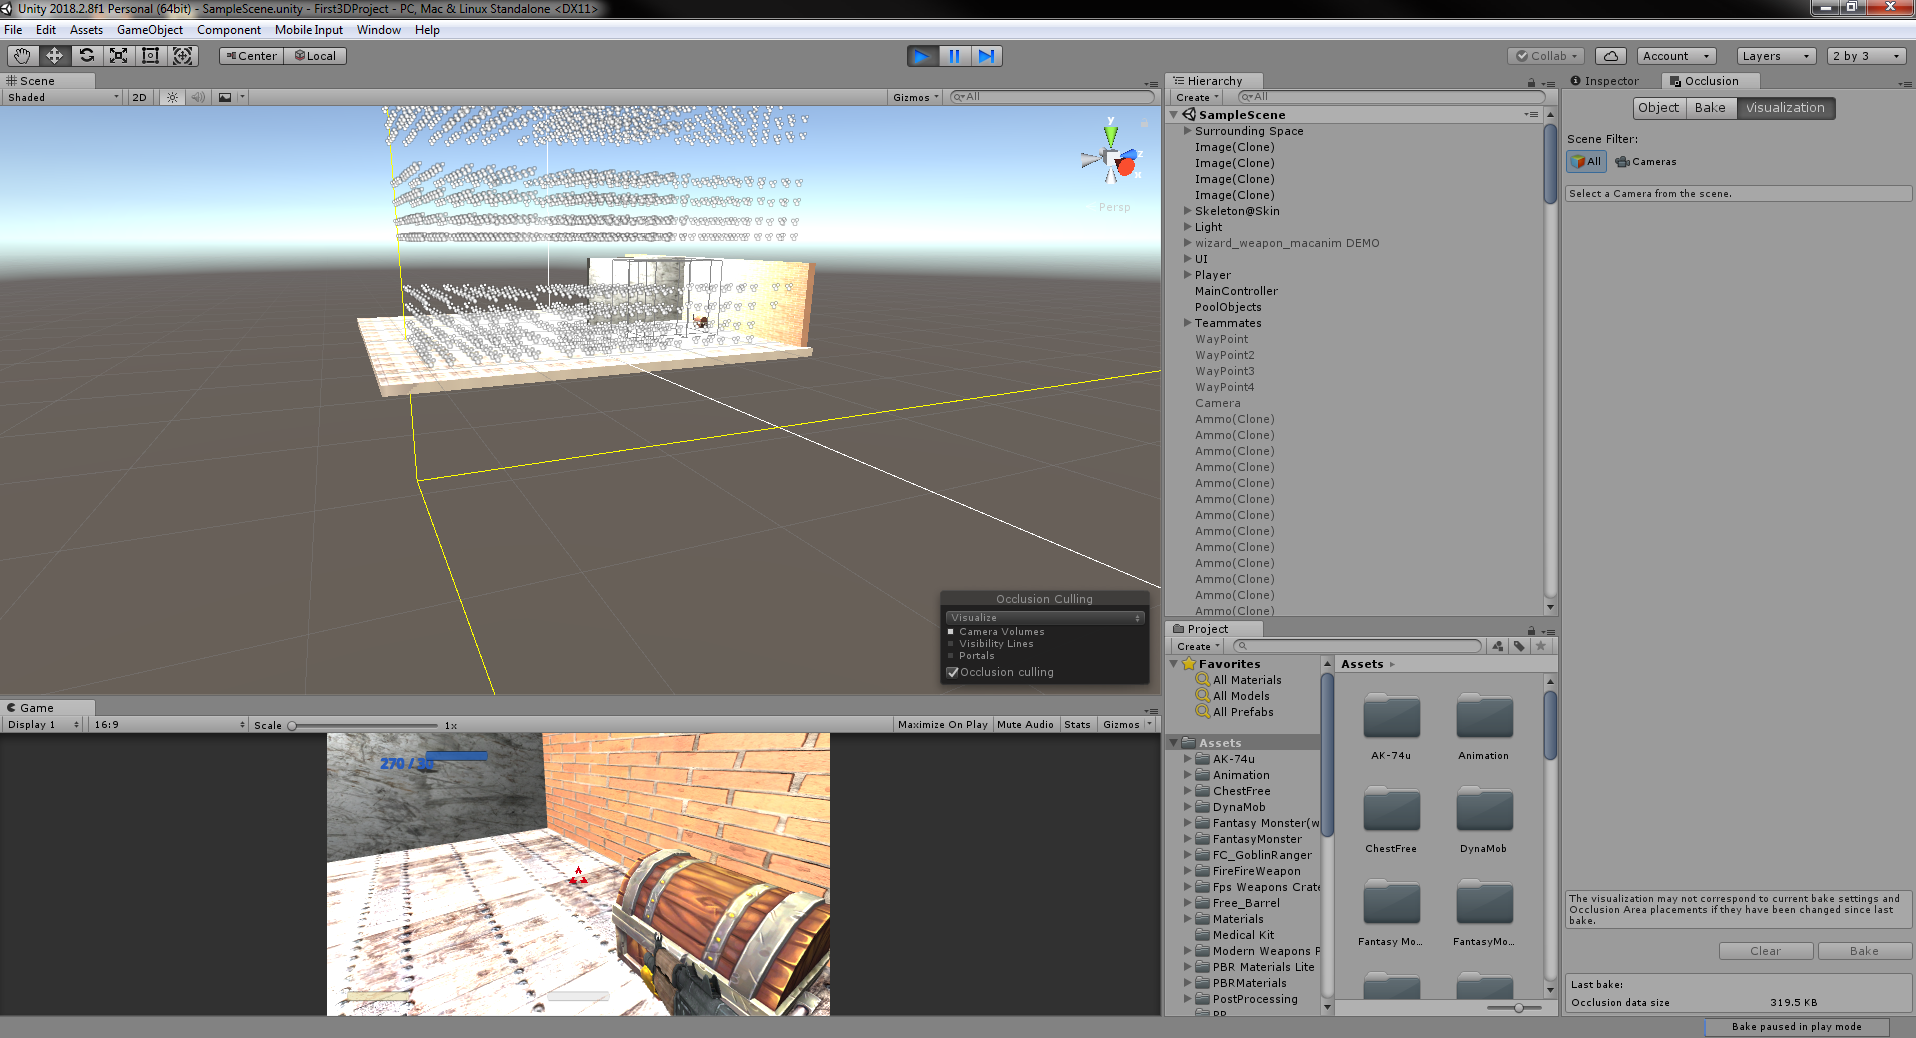 Unity 2018.2.8f1 Personal (64bit) - SampleScene.unity - First3DProject - PC, Mac & Linux Standalone <DX11>
File Edit Assets GameObject Component Mobile Input Window Help
Center Local
Collab Account Layers 2 by 3
Scene
Shaded 2D Gizmos All
y
z
x
Persp
Occlusion Culling
Visualize
Camera Volumes
Visibility Lines
Portals
Occlusion culling
Game
Display 1 16:9 Scale 1x Maximize On Play Mute Audio Stats Gizmos
270 / 30
Hierarchy
Create All
SampleScene
Surrounding Space
Image(Clone)
Image(Clone)
Image(Clone)
Image(Clone)
Skeleton@Skin
Light
wizard_weapon_macanim DEMO
UI
Player
MainController
PoolObjects
Teammates
WayPoint
WayPoint2
WayPoint3
WayPoint4
Camera
Ammo(Clone)
Ammo(Clone)
Ammo(Clone)
Ammo(Clone)
Ammo(Clone)
Ammo(Clone)
Ammo(Clone)
Ammo(Clone)
Ammo(Clone)
Ammo(Clone)
Ammo(Clone)
Ammo(Clone)
Ammo(Clone)
Project
Create
Favorites
All Materials
All Models
All Prefabs
Assets
AK-74u
Animation
ChestFree
DynaMob
Fantasy Monster(w
FantasyMonster
FC_GoblinRanger
FireFireWeapon
Fps Weapons Crate
Free_Barrel
Materials
Medical Kit
Modern Weapons P
PBR Materials Lite
PBRMaterials
PostProcessing
Assets
AK-74u Animation
ChestFree DynaMob
Fantasy Mo... FantasyMo...
Inspector Occlusion
Object Bake Visualization
Scene Filter:
All Cameras
Select a Camera from the scene.
The visualization may not correspond to current bake settings and
Occlusion Area placements if they have been changed since last
bake.
Clear Bake
Last bake:
Occlusion data size 319.5 KB
Bake paused in play mode